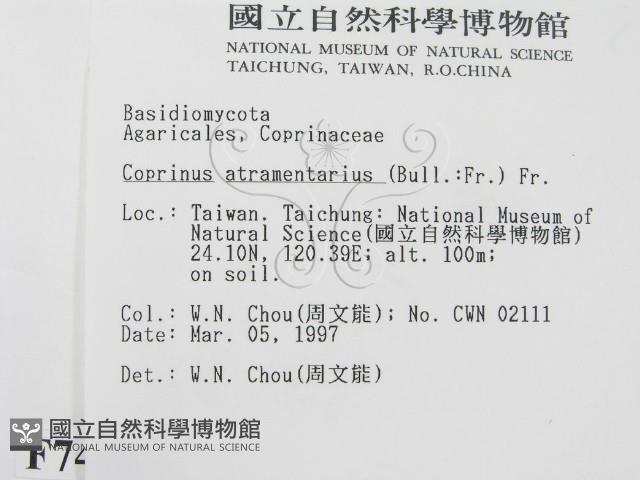 國立自然科學博物館
NATIONAL MUSEUM OF NATURAL SCIENCE
TAICHUNG, TAIWAN, R.O.CHINA
Basidiomycota
Agaricales, Coprinaceae
Coprinus atramentarius (Bull.:Fr.) Fr.
Loc.: Taiwan. Taichung: National Museum of
Natural Science(國立自然科學博物館)
24.10N, 120.39E; alt. 100m;
on soil.
Col.: W.N. Chou(周文能); No. CWN 02111
Date: Mar. 05, 1997
Det.: W.N. Chou(周文能)
國立自然科學博物館
NATIONAL MUSEUM OF NATURAL SCIENCE